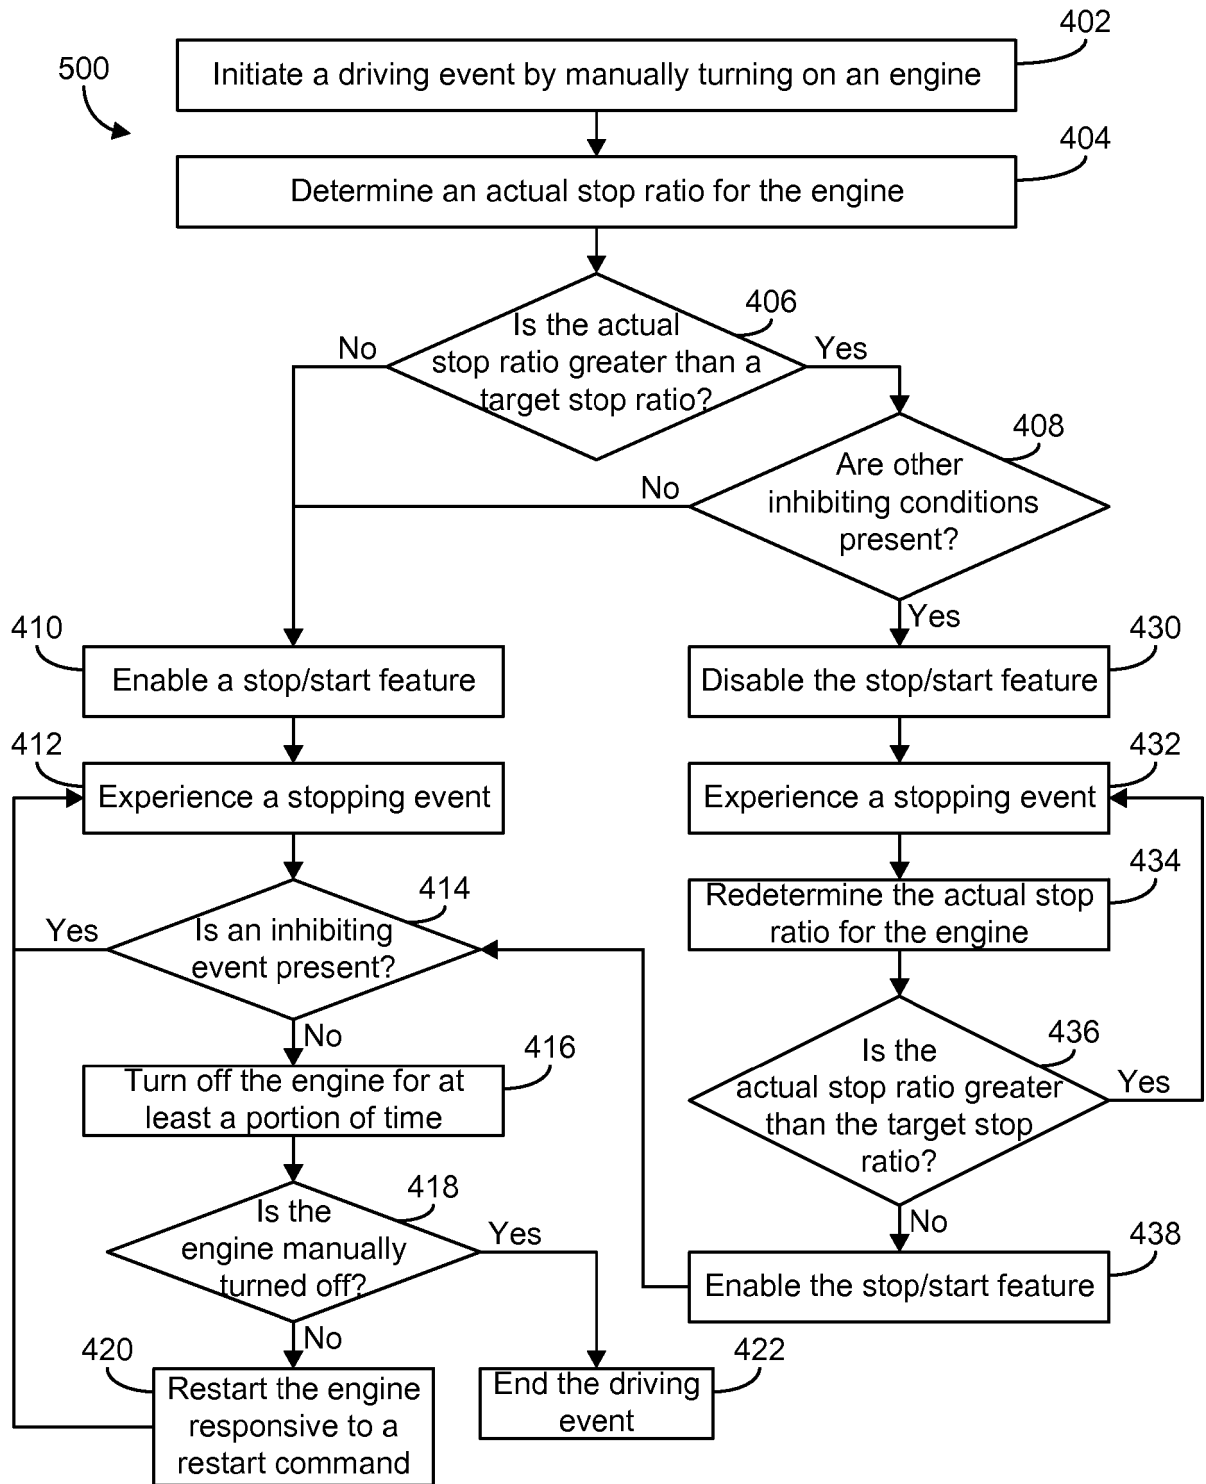 402
500
Initiate a driving event by manually turning on an engine
404
Determine an actual stop ratio for the engine
406
Is the actual
stop ratio greater than a
target stop ratio?
No
Yes
408
Are other
inhibiting conditions
present?
No
Yes
410
Enable a stop/start feature
430
Disable the stop/start feature
412
Experience a stopping event
432
Experience a stopping event
434
Redetermine the actual stop
ratio for the engine
414
Is an inhibiting
event present?
Yes
No
416
Turn off the engine for at
least a portion of time
436
Is the
actual stop ratio greater
than the target stop
ratio?
Yes
No
418
Is the
engine manually
turned off?
Yes
No
438
Enable the stop/start feature
420
Restart the engine
responsive to a
restart command
422
End the driving
event